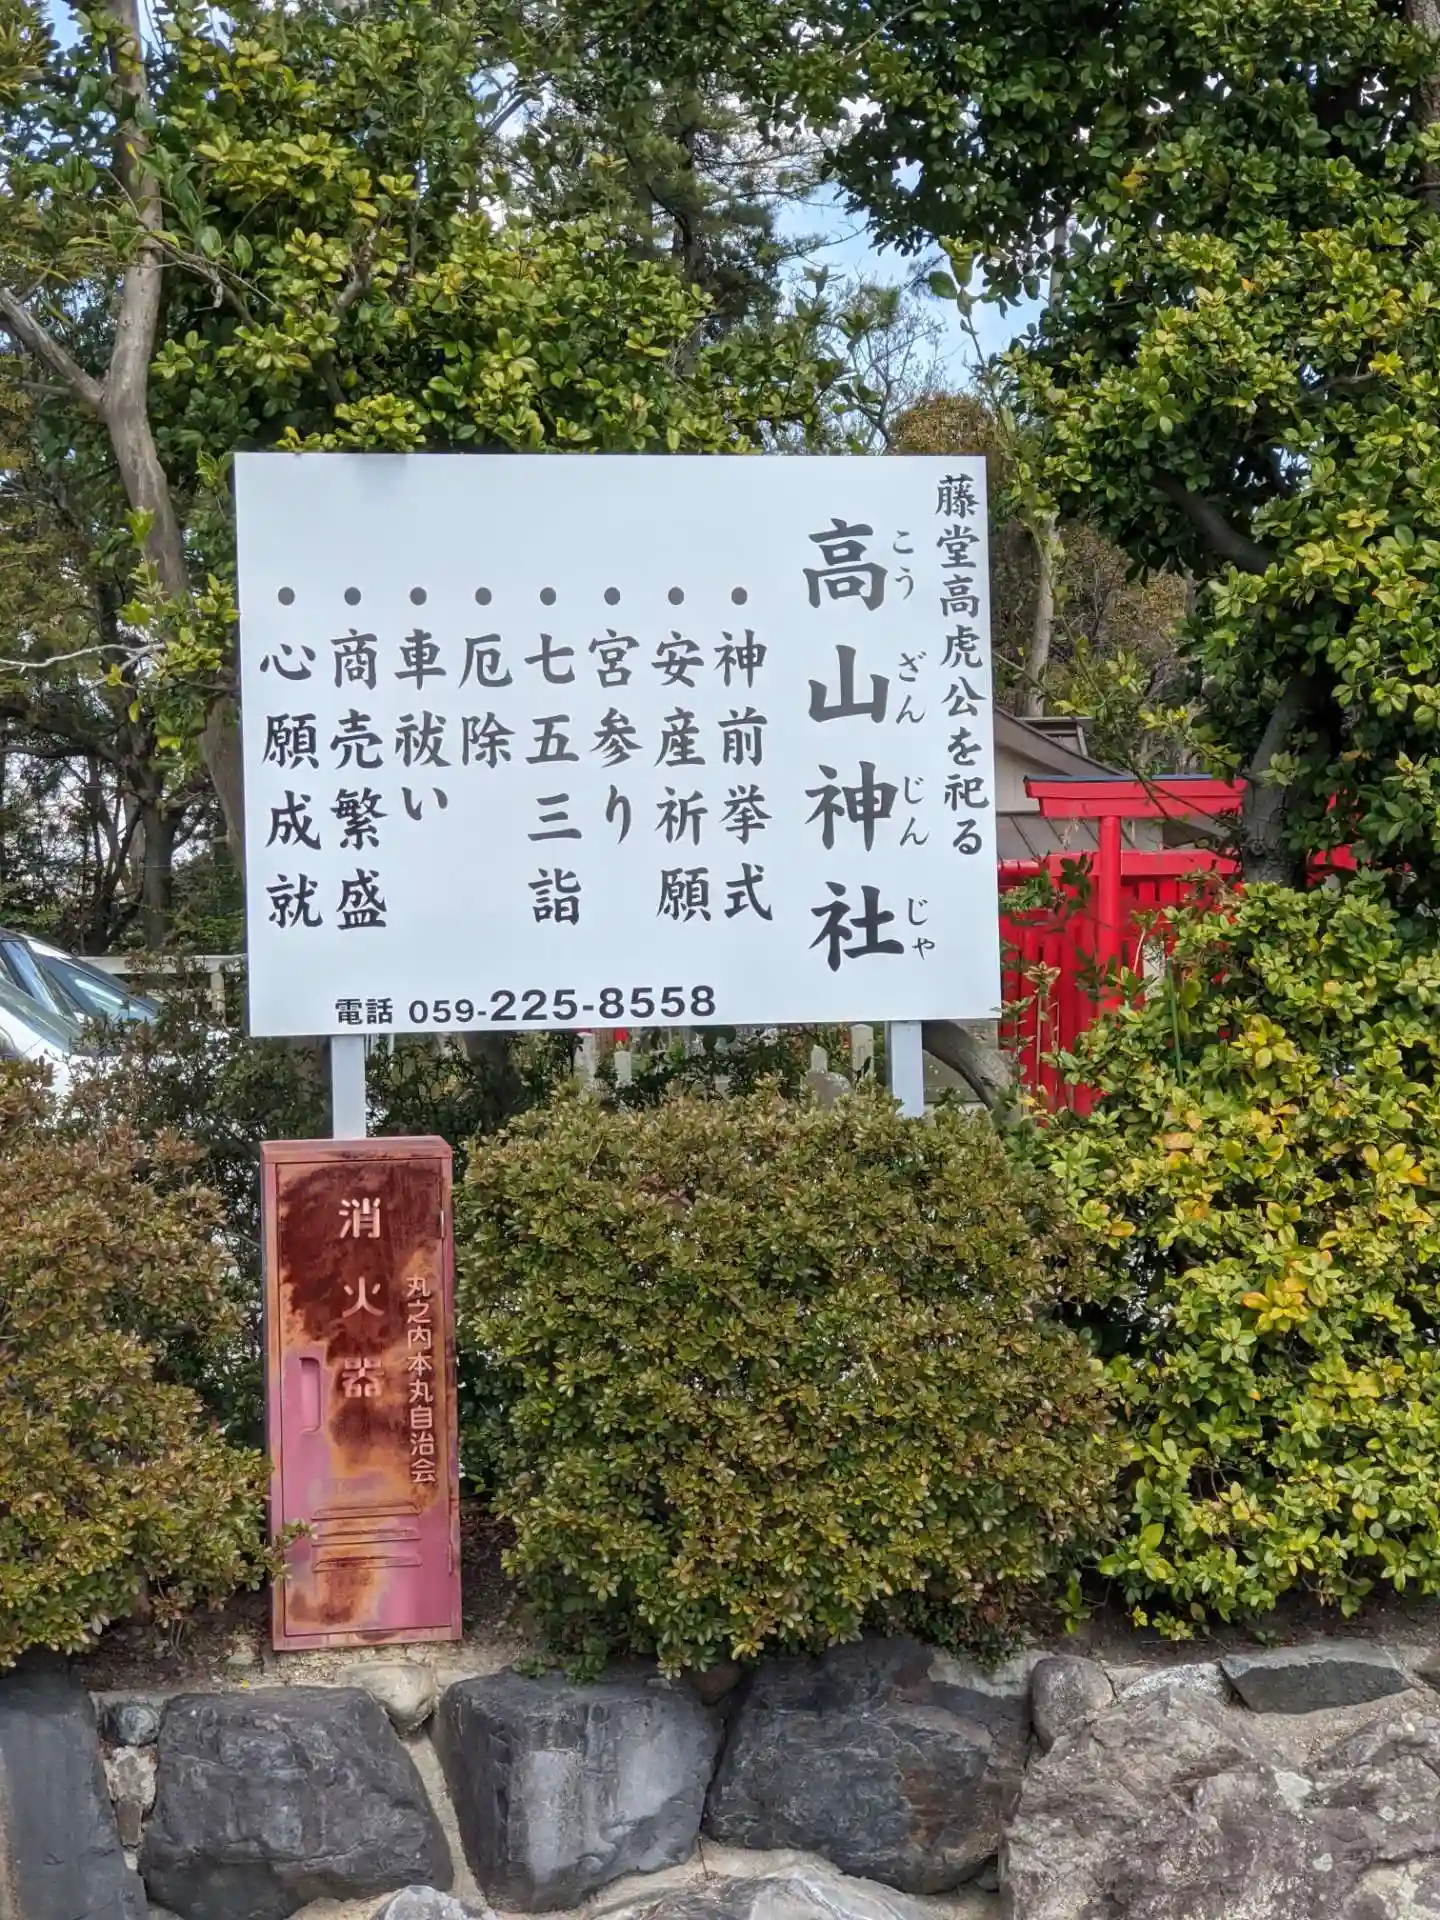 藤堂高虎公を祀る
こうざんじんじゃ
高山神社
・神前挙式
・安産祈願
・宮参り
・七五三詣
・厄除
・車祓い
・商売繁盛
・心願成就
電話 059-225-8558
丸之内本丸自治会
消火器